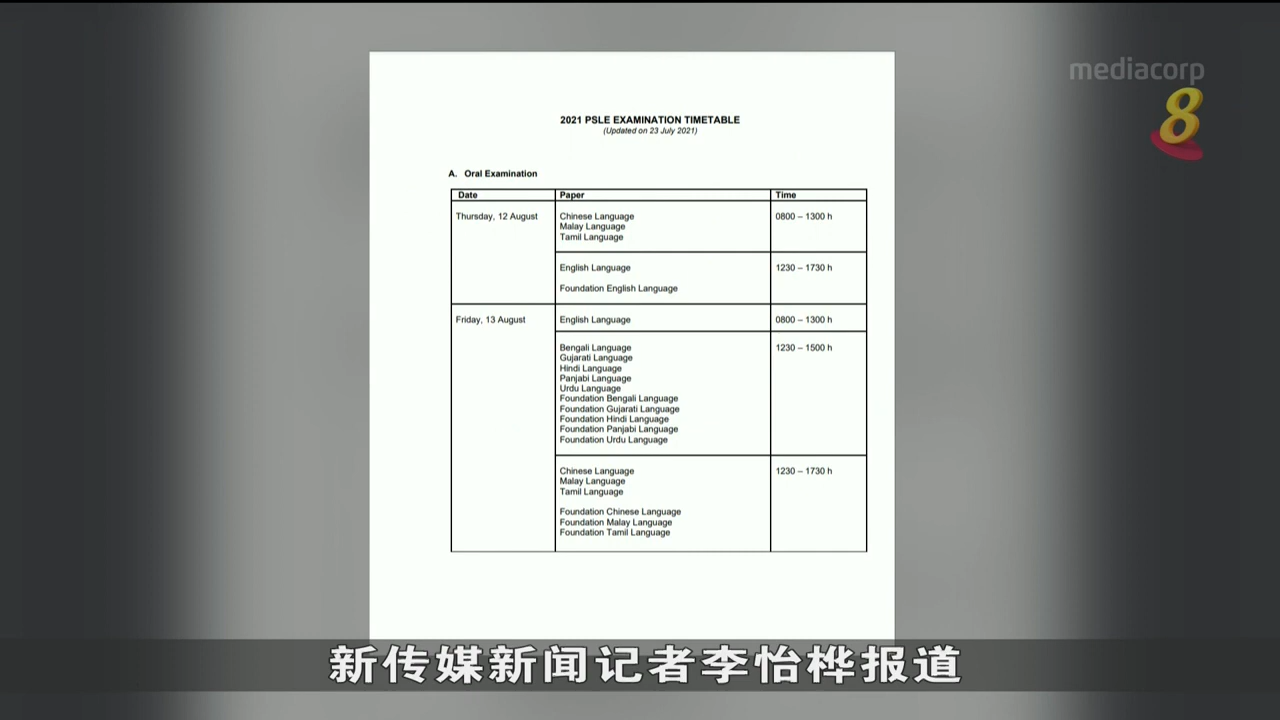 mediacorp
8
2021 PSLE EXAMINATION TIMETABLE
(Updated on 23 July 2021)
A. Oral Examination
Date Paper Time
Thursday, 12 August Chinese Language 0800 – 1300 h
Malay Language
Tamil Language
English Language 1230 – 1730 h
Foundation English Language
Friday, 13 August English Language 0800 – 1300 h
Bengali Language 1230 – 1500 h
Gujarati Language
Hindi Language
Panjabi Language
Urdu Language
Foundation Bengali Language
Foundation Gujarati Language
Foundation Hindi Language
Foundation Panjabi Language
Foundation Urdu Language
Chinese Language 1230 – 1730 h
Malay Language
Tamil Language
Foundation Chinese Language
Foundation Malay Language
Foundation Tamil Language
新传媒新闻记者李怡桦报道